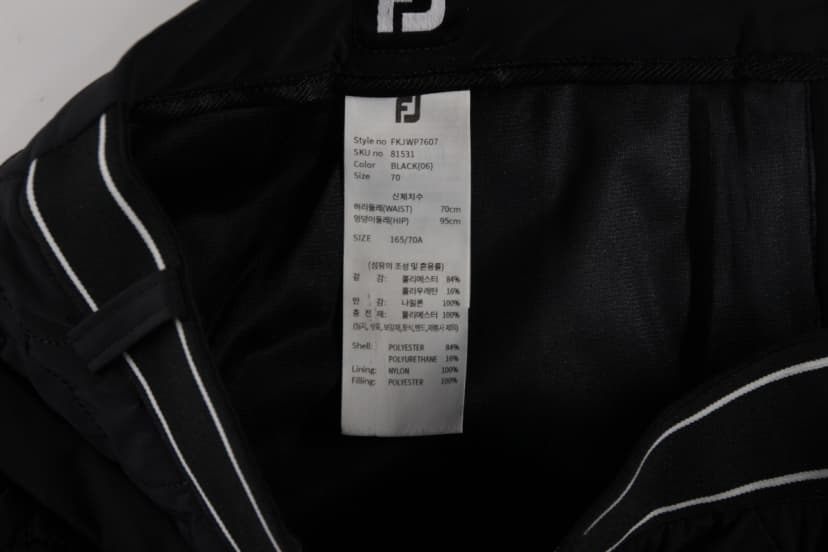 FJ
FJ
Style no FKJWP7607
SKU no 81531
Color BLACK(06)
Size 70
신체치수
허리둘레(WAIST) 70cm
엉덩이둘레(HIP) 95cm
SIZE 165/70A
(섬유의 조성 및 혼용률)
겉 감: 폴리에스터 84%
폴리우레탄 16%
안 감: 나일론 100%
충 전 재: 폴리에스터 100%
Shell: POLYESTER 84%
POLYURETHANE 16%
Lining: NYLON 100%
Filling: POLYESTER 100%